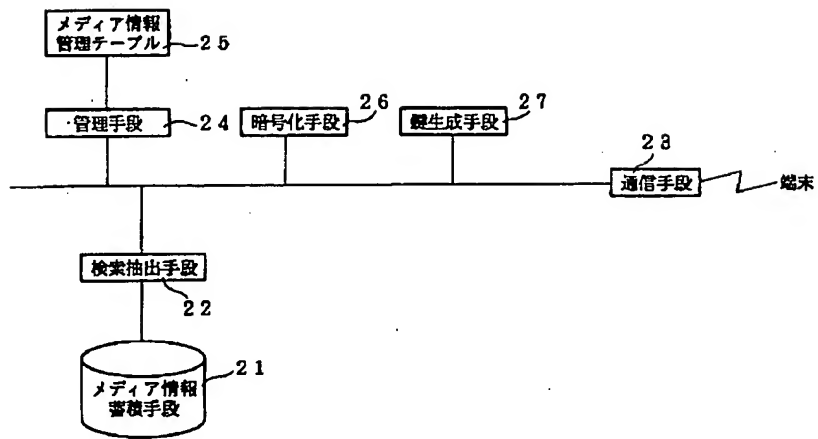 メディア情報
管理テーブル
25
管理手段
24
暗号化手段
26
鍵生成手段
27
通信手段
23
端末
検索抽出手段
22
メディア情報
蓄積手段
21